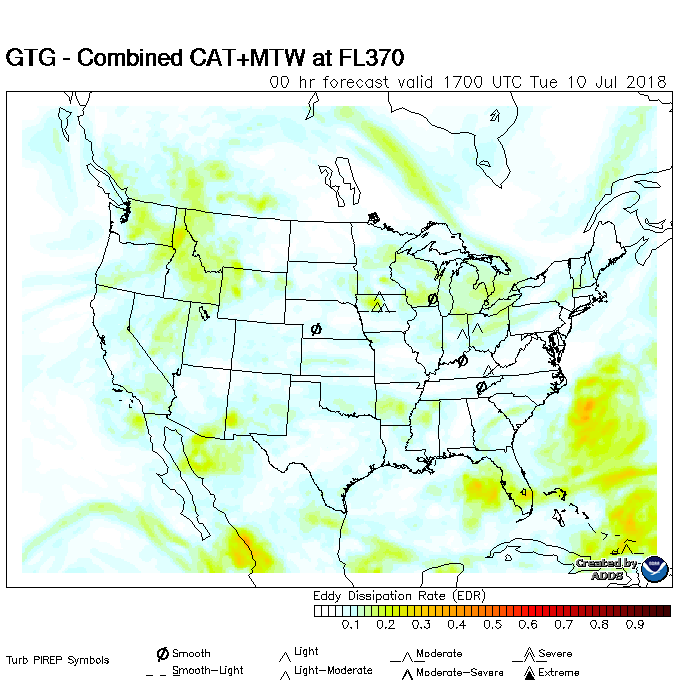 GTG - Combined CAT+MTW at FL370
00 hr forecast valid 1700 UTC Tue 10 Jul 2018
Created by
ADDS
Eddy Dissipation Rate (EDR)
0.1 0.2 0.3 0.4 0.5 0.6 0.7 0.8 0.9
Turb PIREP Symbols
Smooth
Light
Moderate
Severe
Smooth-Light
Light-Moderate
Moderate-Severe
Extreme